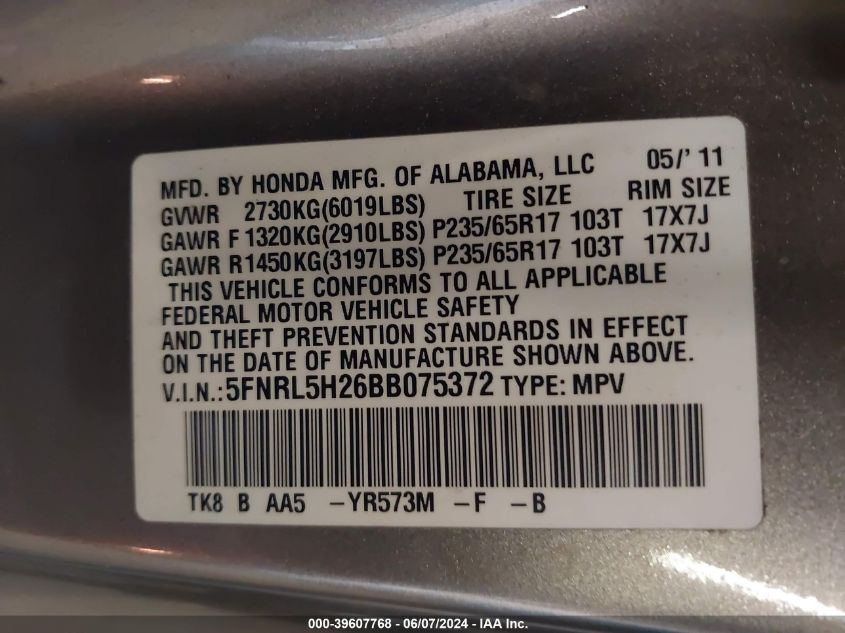 MFD. BY HONDA MFG. OF ALABAMA, LLC 05/' 11
GVWR 2730KG(6019LBS) TIRE SIZE RIM SIZE
GAWR F 1320KG(2910LBS) P235/65R17 103T 17X7J
GAWR R1450KG(3197LBS) P235/65R17 103T 17X7J
THIS VEHICLE CONFORMS TO ALL APPLICABLE
FEDERAL MOTOR VEHICLE SAFETY
AND THEFT PREVENTION STANDARDS IN EFFECT
ON THE DATE OF MANUFACTURE SHOWN ABOVE.
V.I.N.:5FNRL5H26BB075372 TYPE: MPV
TK8 B AA5 -YR573M -F -B
000-39607768 - 06/07/2024 - IAA Inc.